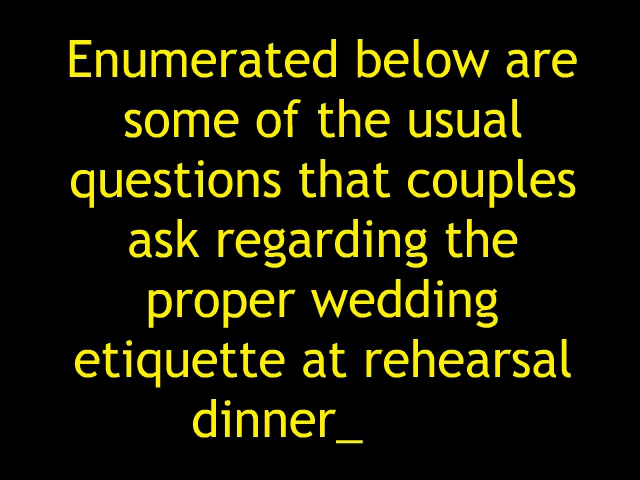 Enumerated below are
some of the usual
questions that couples
ask regarding the
proper wedding
etiquette at rehearsal
dinner_